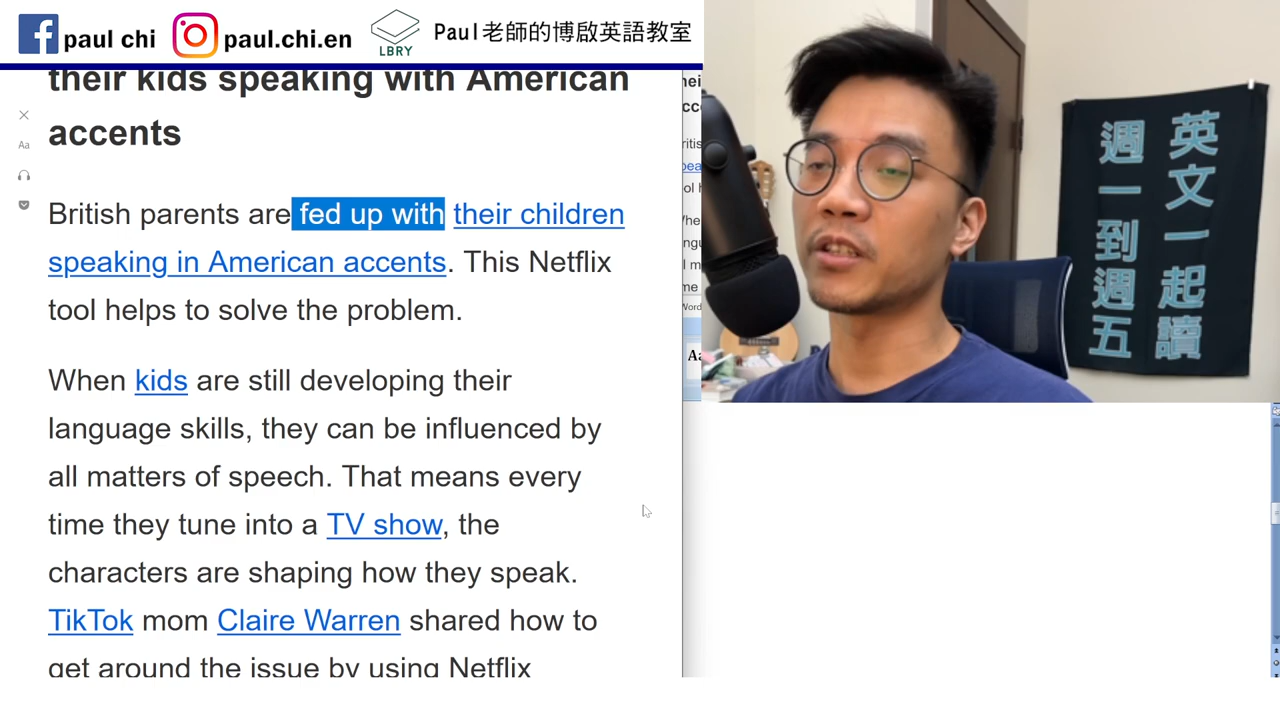 paul chi
paul.chi.en
LBRY
Paul老師的博啟英語教室
their kids speaking with American
accents
Aa
British parents are fed up with their children
speaking in American accents. This Netflix
tool helps to solve the problem.
When kids are still developing their
language skills, they can be influenced by
all matters of speech. That means every
time they tune into a TV show, the
characters are shaping how they speak.
TikTok mom Claire Warren shared how to
get around the issue by using Netflix
英文一起讀
週一到週五